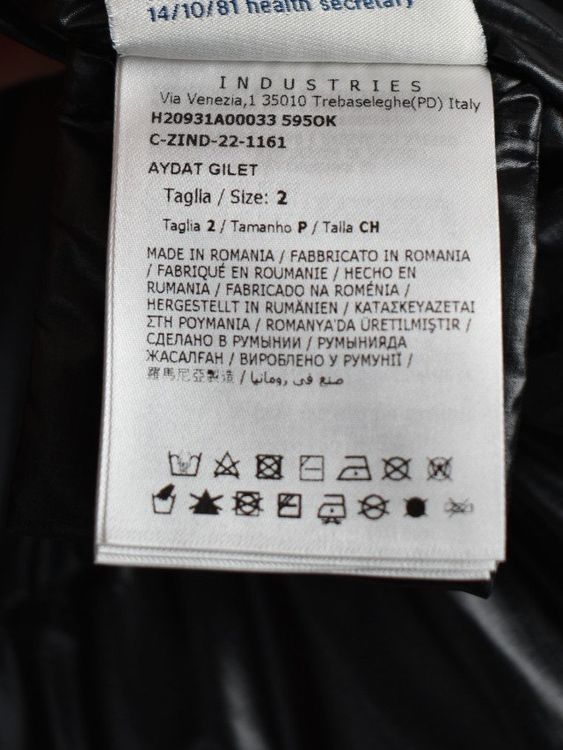 14/10/81 health secretary
INDUSTRIES
Via Venezia,1 35010 Trebaseleghe(PD) Italy
H20931A00033 595OK
C-ZIND-22-1161
AYDAT GILET
Taglia / Size: 2
Taglia 2 / Tamanho P / Talla CH
MADE IN ROMANIA / FABBRICATO IN ROMANIA
/ FABRIQUÉ EN ROUMANIE / HECHO EN
RUMANIA / FABRICADO NA ROMÉNIA /
HERGESTELLT IN RUMÄNIEN / ΚΑΤΑΣΚΕΥΑΖΕΤΑΙ
ΣΤΗ ΡΟΥΜΑΝΙΑ / ROMANYA'DA ÜRETILMIŞTIR /
СДЕЛАНО В РУМЫНИИ / РУМЫНИЯДА
ЖАСАЛҒАН / ВИРОБЛЕНО У РУМУНІЇ /
羅馬尼亞製造 / صنع في رومانيا